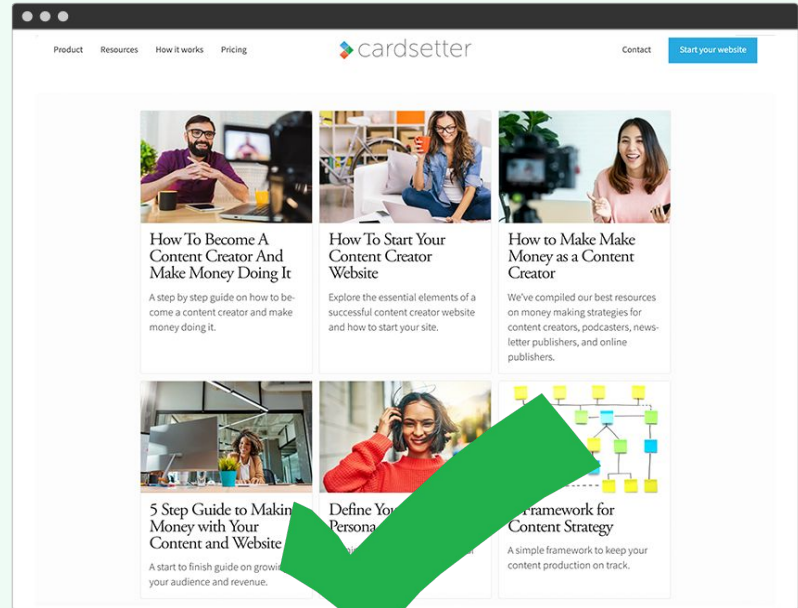 Product Resources How it works Pricing
cardsetter
Contact Start your website
How To Become A
Content Creator And
Make Money Doing It
A step by step guide on how to be-
come a content creator and make
money doing it.
How To Start Your
Content Creator
Website
Explore the essential elements of a
successful content creator website
and how to start your site.
How to Make Make
Money as a Content
Creator
We've compiled our best resources
on money making strategies for
content creators, podcasters, news-
letter publishers, and online
publishers.
5 Step Guide to Making
Money with Your
Content and Website
A start to finish guide on growing
your audience and revenue.
Define
Persona
Framework for
Content Strategy
A simple framework to keep your
content production on track.